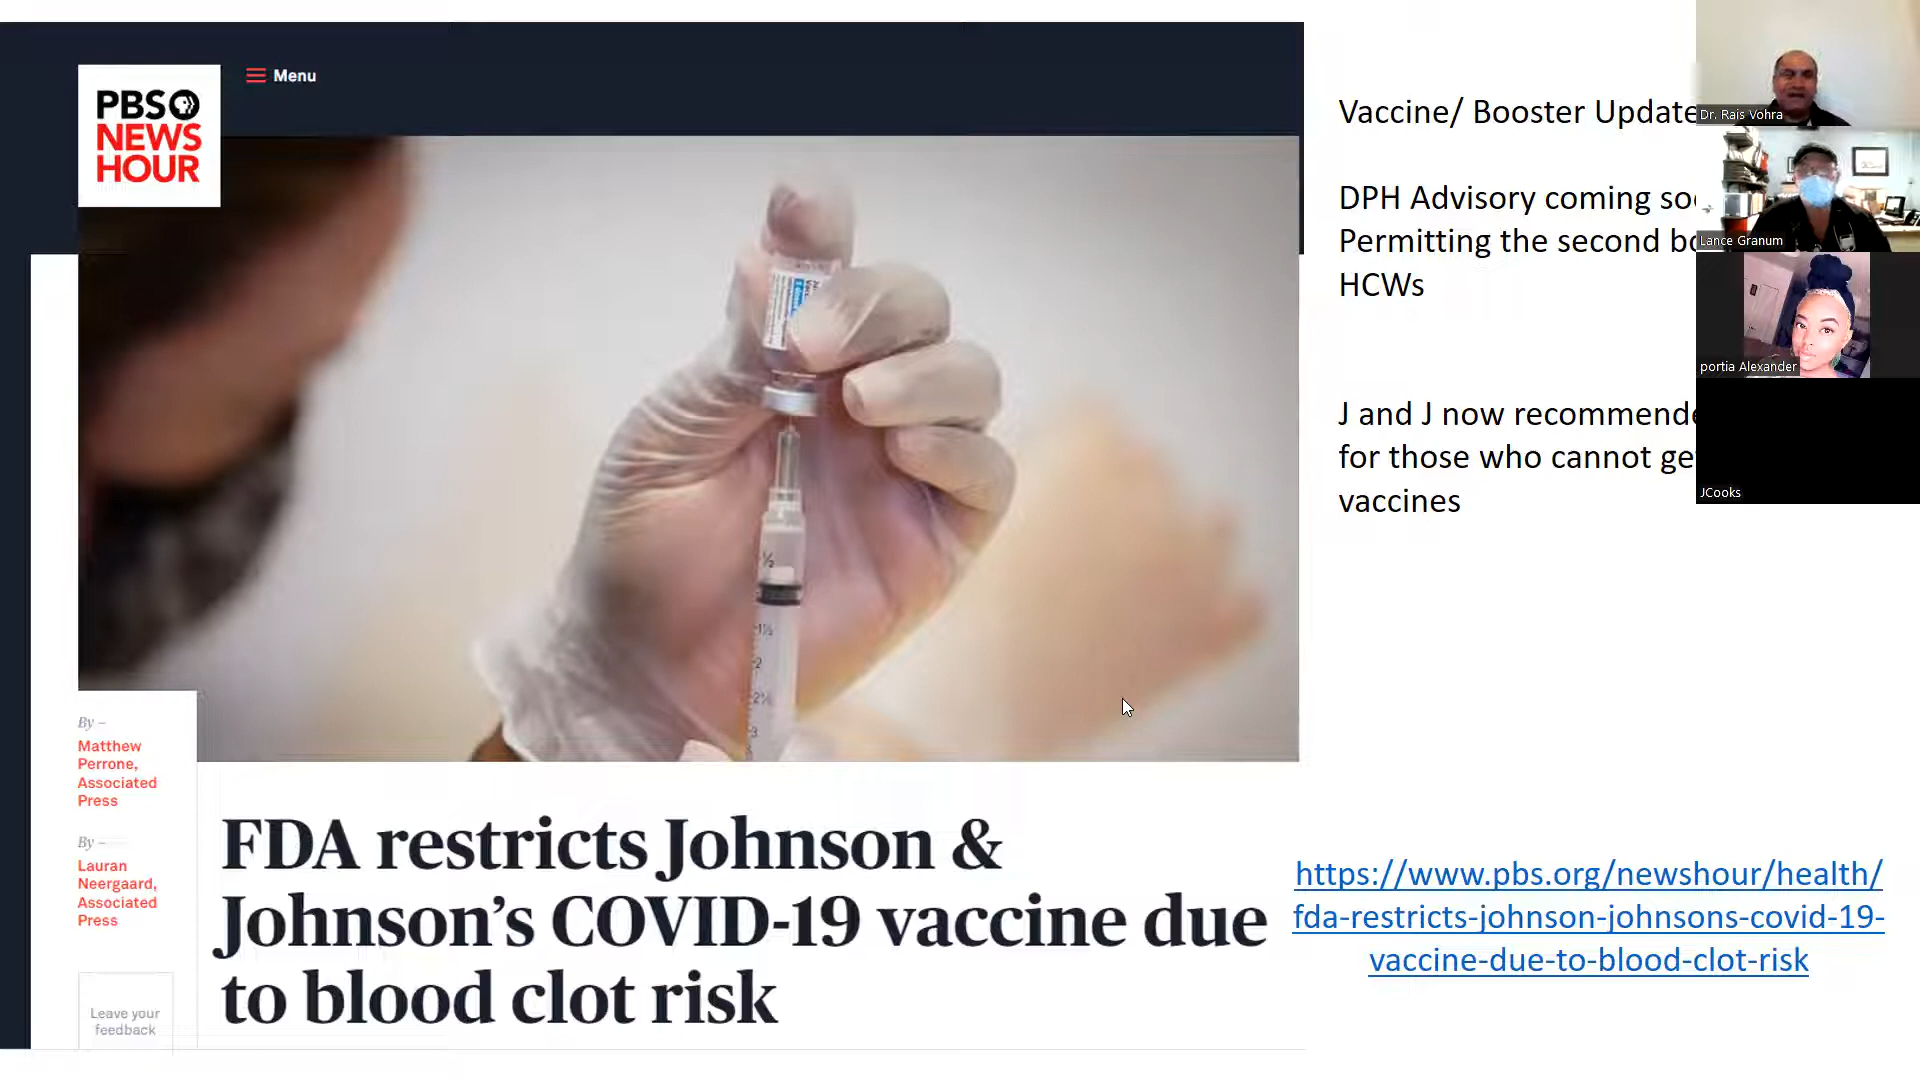 PBS
NEWS
HOUR
Menu
By –
Matthew
Perrone,
Associated
Press
By –
Lauran
Neergaard,
Associated
Press
Leave your
feedback
FDA restricts Johnson &
Johnson’s COVID-19 vaccine due
to blood clot risk
Vaccine/ Booster Update
DPH Advisory coming
Permitting the second
HCWs
J and J now
for those who cannot
vaccines
https://www.pbs.org/newshour/health/
fda-restricts-johnson-johnsons-covid-19-
vaccine-due-to-blood-clot-risk
Dr. Rais Vohra
Lance Granum
portia Alexander
JCooks